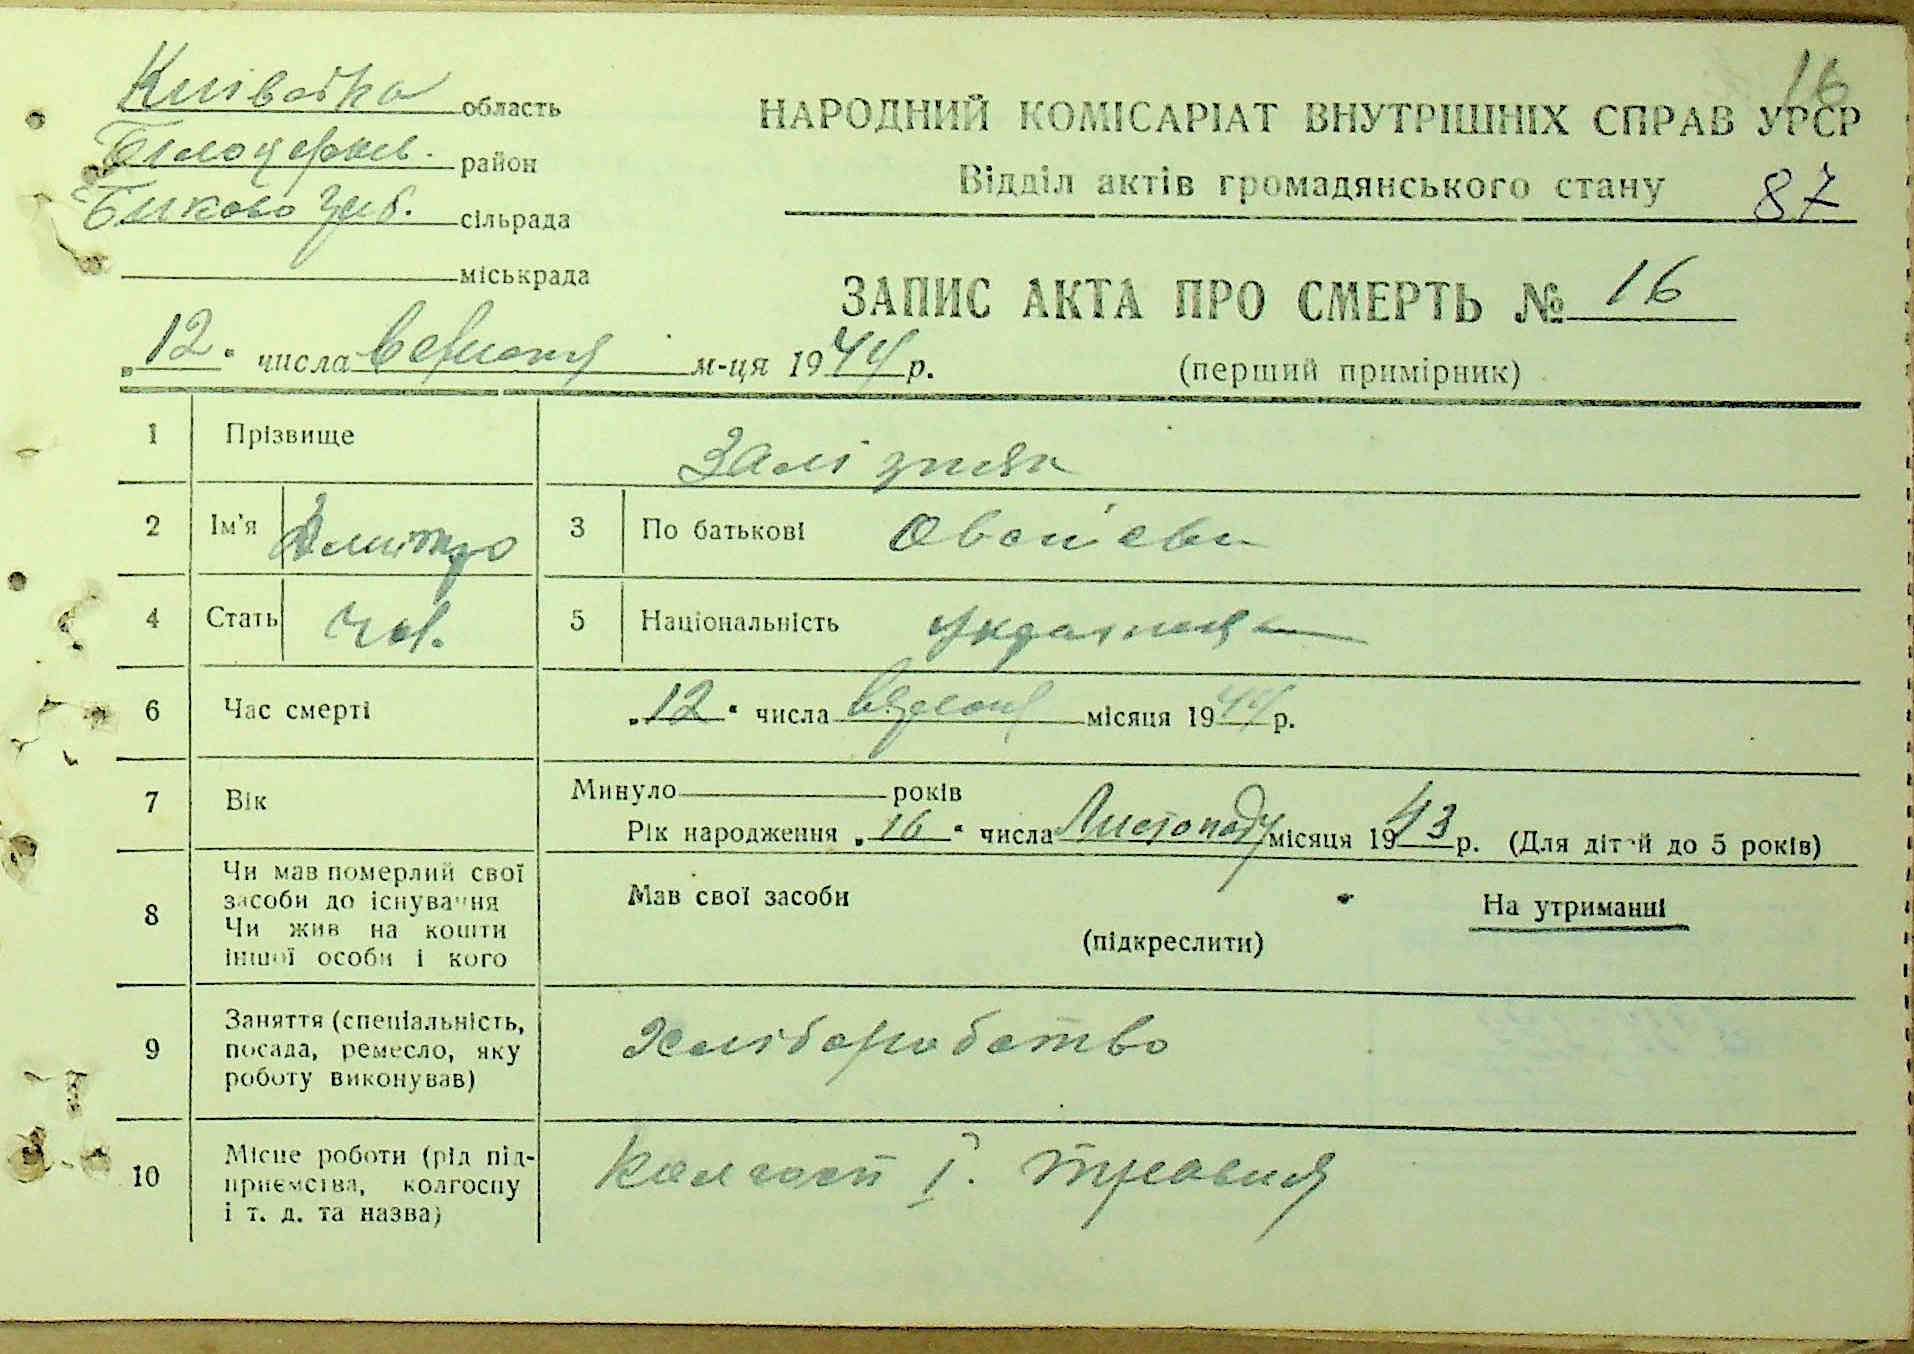 16
Київська область
Білоцерків. район
Биково греб. сільрада
міськрада
НАРОДНИЙ КОМІСАРІАТ ВНУТРІШНІХ СПРАВ УРСР
Відділ актів громадянського стану 87
ЗАПИС АКТА ПРО СМЕРТЬ № 16
(перший примірник)
„12" числа вересня м-ця 1944 р.
1 Прізвище Залізняк
2 Ім'я Дмитро 3 По батькові
4 Стать чол. 5 Національність
6 Час смерті „12" числа вересня місяця 1944 р.
7 Вік Минуло років
Рік народження „16" числа Листопаду місяця 1943 р. (Для дітей до 5 років)
8 Чи мав померлий свої
засоби до існування
Чи жив на кошти
іншої особи і кого
Мав свої засоби На утриманні
(підкреслити)
9 Заняття (спеціальність,
посада, ремесло, яку
роботу виконував)
Хліборобство
10 Місце роботи (рід під-
приємства, колгоспу
і т. д. та назва)
Колгосп І. травня